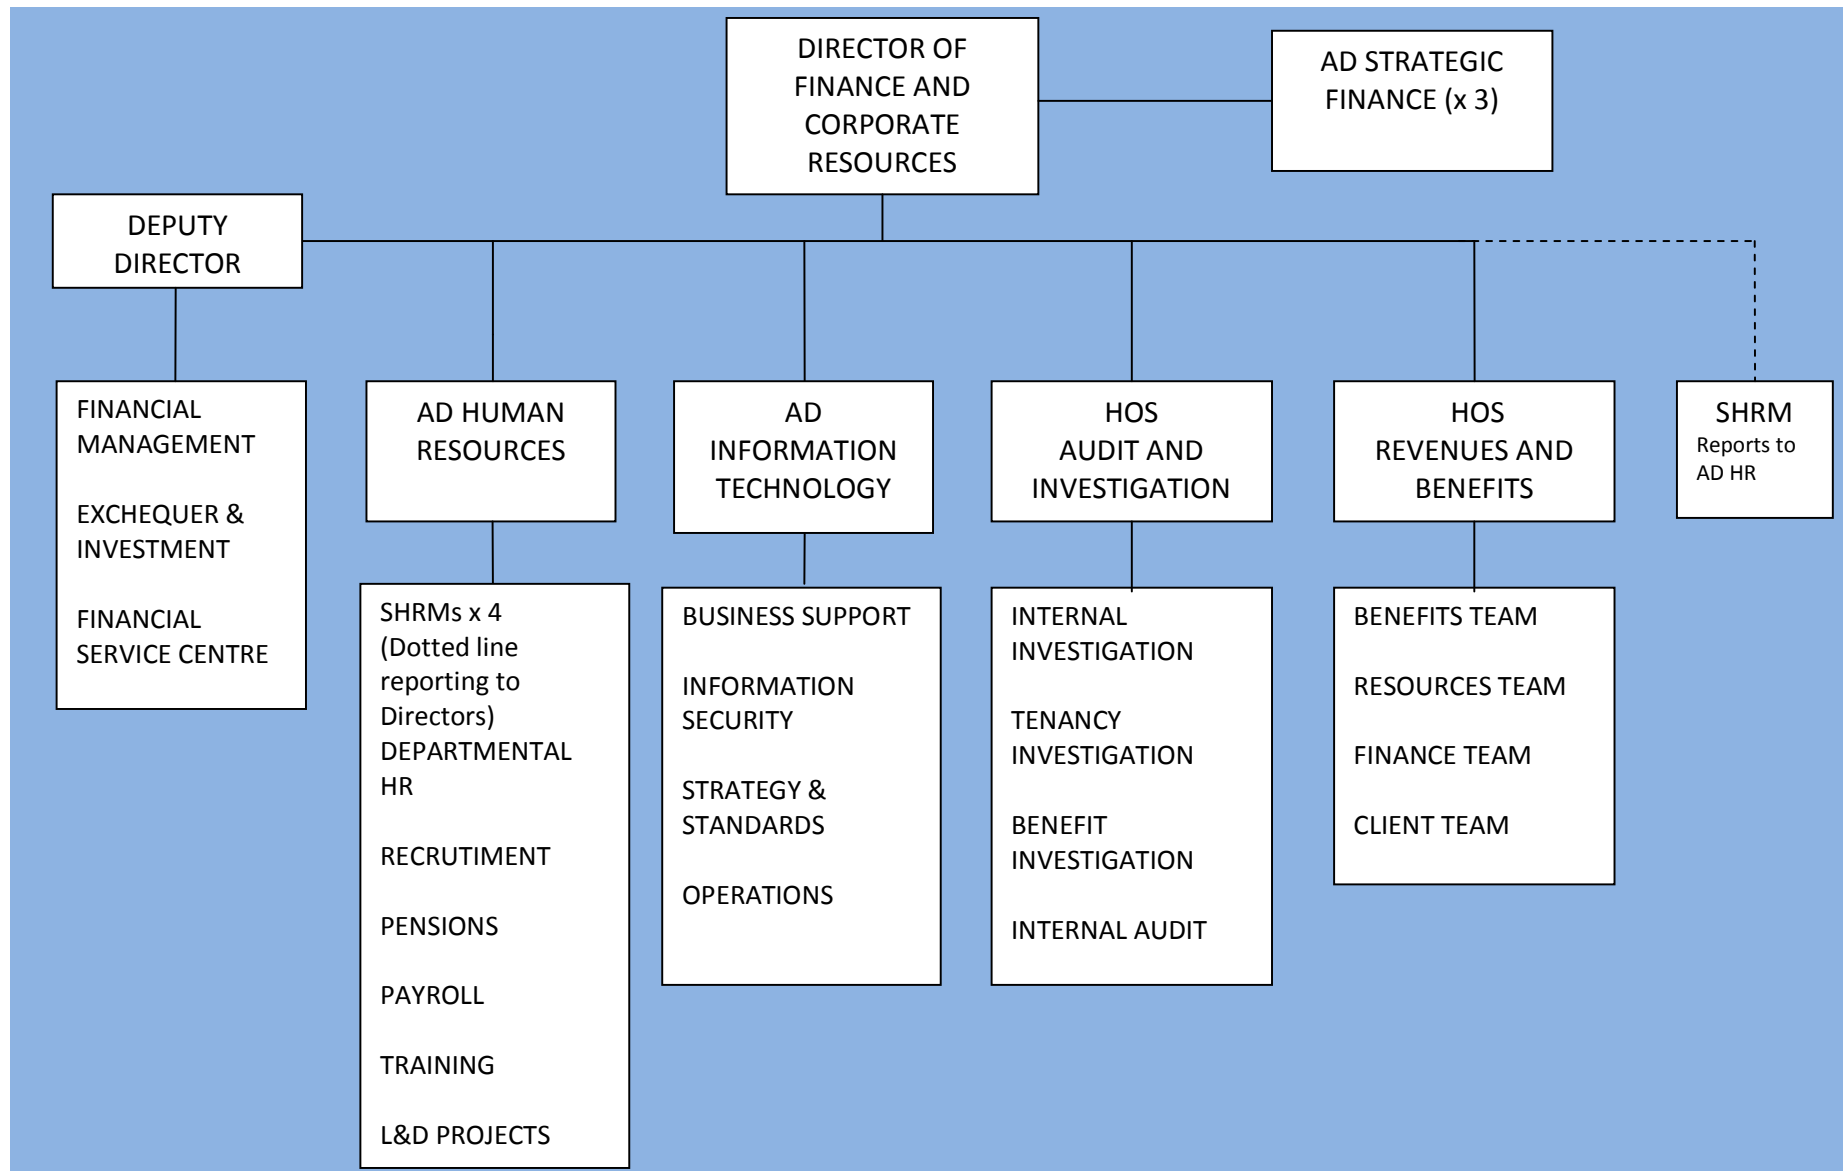 DIRECTOR OF
FINANCE AND
CORPORATE
RESOURCES
AD STRATEGIC
FINANCE (x 3)
DEPUTY
DIRECTOR
FINANCIAL
MANAGEMENT
EXCHEQUER &
INVESTMENT
FINANCIAL
SERVICE CENTRE
AD HUMAN
RESOURCES
AD
INFORMATION
TECHNOLOGY
HOS
AUDIT AND
INVESTIGATION
HOS
REVENUES AND
BENEFITS
SHRM
Reports to
AD HR
SHRMs x 4
(Dotted line
reporting to
Directors)
DEPARTMENTAL
HR
RECRUTIMENT
PENSIONS
PAYROLL
TRAINING
L&D PROJECTS
BUSINESS SUPPORT
INFORMATION
SECURITY
STRATEGY &
STANDARDS
OPERATIONS
INTERNAL
INVESTIGATION
TENANCY
INVESTIGATION
BENEFIT
INVESTIGATION
INTERNAL AUDIT
BENEFITS TEAM
RESOURCES TEAM
FINANCE TEAM
CLIENT TEAM